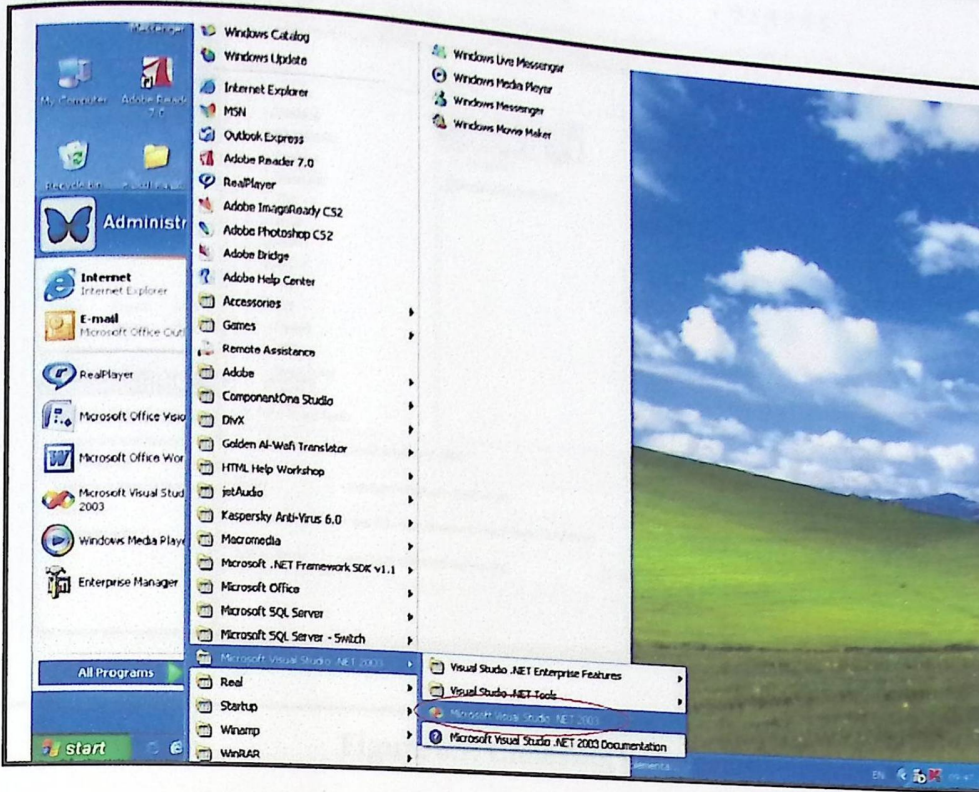 Messenger
My Computer
Adobe Reader
7.0
Recycle Bin
Administr
Internet
Internet Explorer
E-mail
Microsoft Office Outl
RealPlayer
Microsoft Office Visio
Microsoft Office Wor
Microsoft Visual Stud
2003
Windows Media Playe
Enterprise Manager
All Programs
start
Windows Catalog
Windows Update
Internet Explorer
MSN
Outlook Express
Adobe Reader 7.0
RealPlayer
Adobe ImageReady CS2
Adobe Photoshop CS2
Adobe Bridge
Adobe Help Center
Accessories
Games
Remote Assistance
Adobe
ComponentOne Studio
DivX
Golden Al-Wafi Translator
HTML Help Workshop
jetAudio
Kaspersky Anti-Virus 6.0
Macromedia
Microsoft .NET Framework SDK v1.1
Microsoft Office
Microsoft SQL Server
Microsoft SQL Server - Switch
Microsoft Visual Studio .NET 2003
Real
Startup
Winamp
WinRAR
Windows Live Messenger
Windows Media Player
Windows Messenger
Windows Movie Maker
Visual Studio .NET Enterprise Features
Visual Studio .NET Tools
Microsoft Visual Studio .NET 2003
Microsoft Visual Studio .NET 2003 Documentation
EN